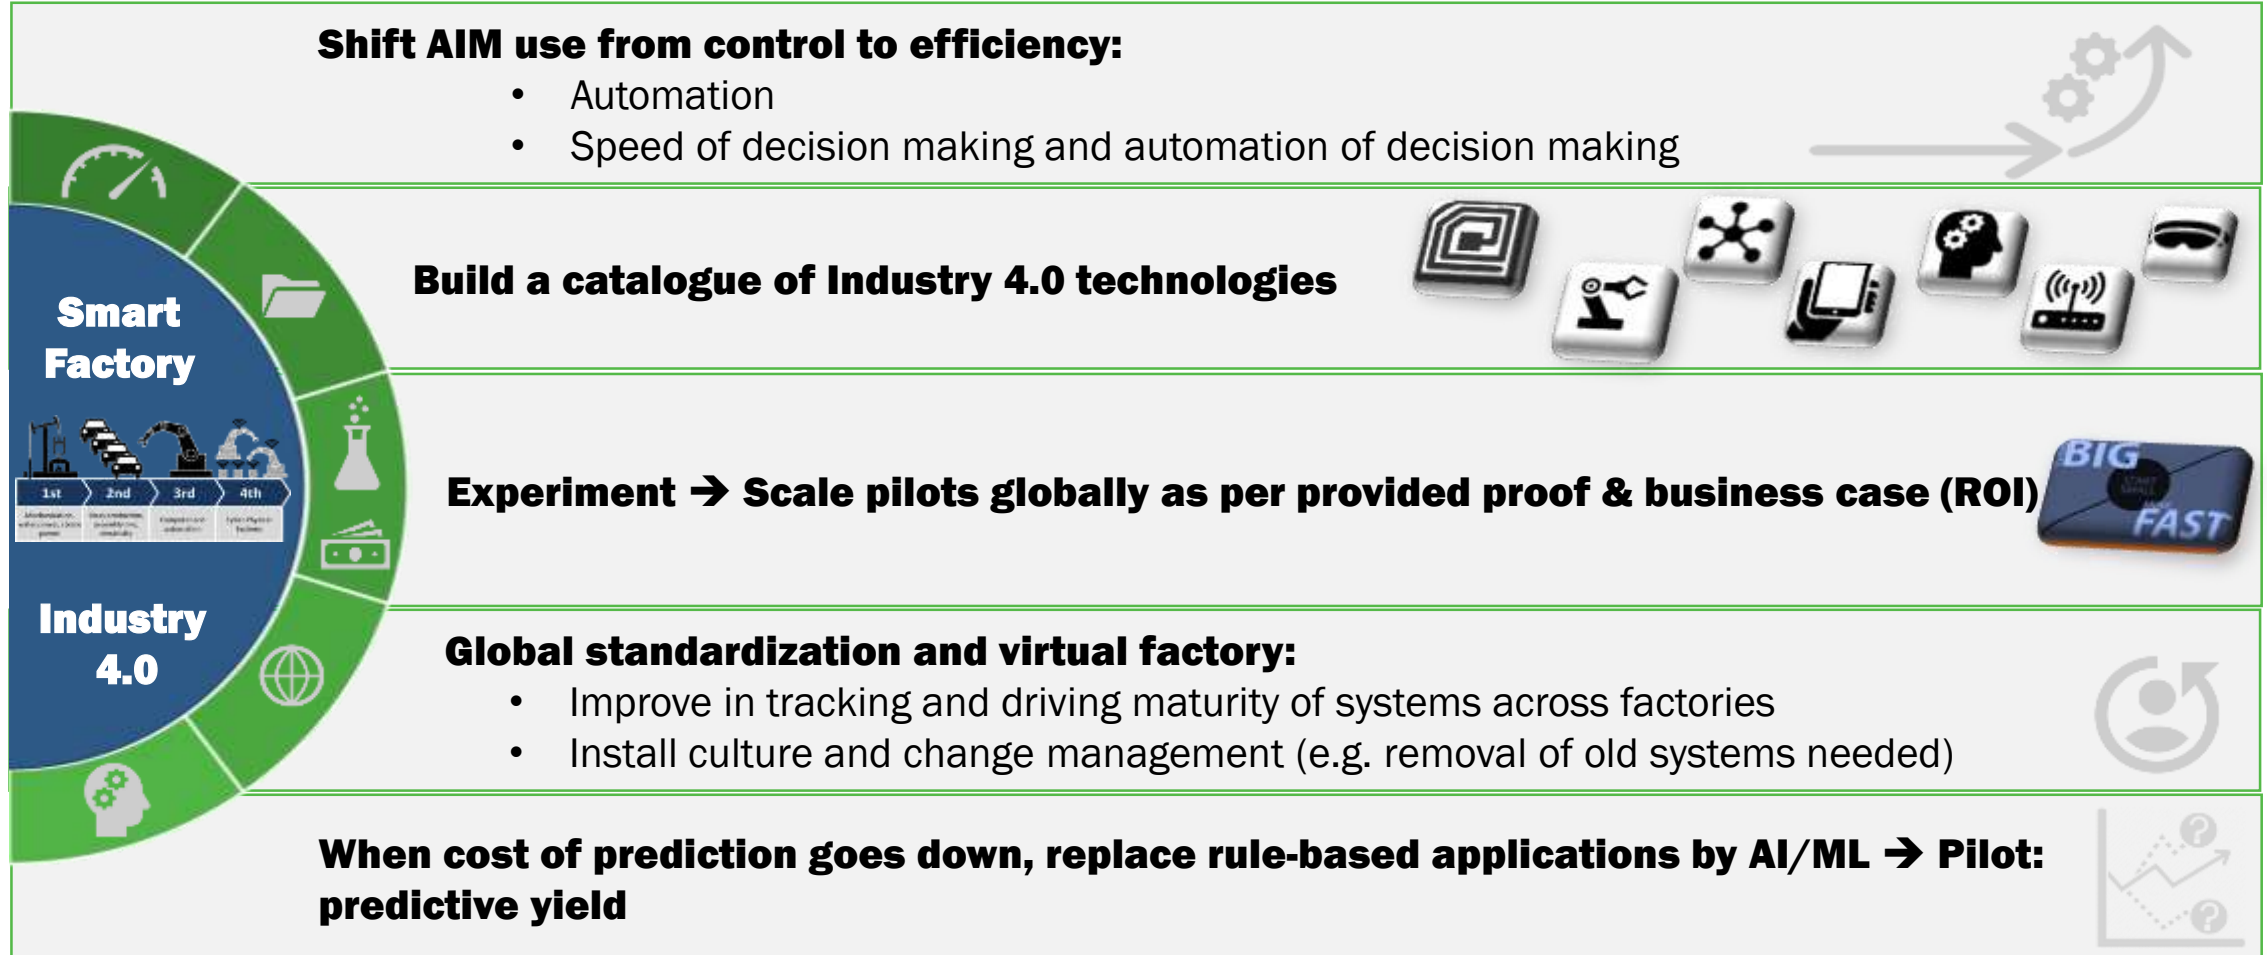 Shift AIM use from control to efficiency:
• Automation
• Speed of decision making and automation of decision making
Build a catalogue of Industry 4.0 technologies
Smart
Factory
1st
2nd
3rd
4th
Industry
4.0
Experiment ➔ Scale pilots globally as per provided proof & business case (ROI)
BIG
START
SMALL
FAST
Global standardization and virtual factory:
• Improve in tracking and driving maturity of systems across factories
• Install culture and change management (e.g. removal of old systems needed)
When cost of prediction goes down, replace rule-based applications by AI/ML ➔ Pilot:
predictive yield